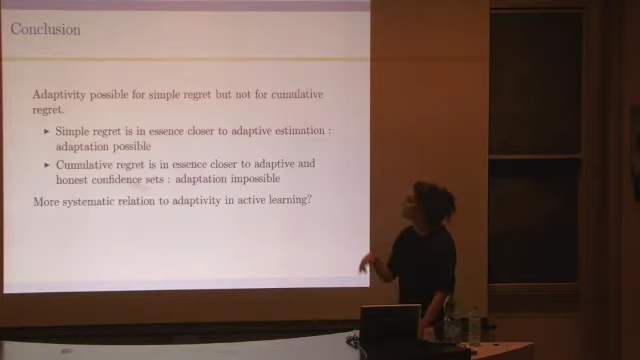 Conclusion
Adaptivity possible for simple regret but not for cumulative
regret.
Simple regret is in essence closer to adaptive estimation :
adaptation possible
Cumulative regret is in essence closer to adaptive and
honest confidence sets : adaptation impossible
More systematic relation to adaptivity in active learning?